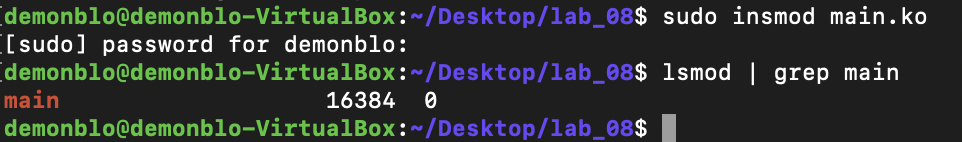 demonblo@demonblo-VirtualBox:~/Desktop/lab_08$ sudo insmod main.ko
[sudo] password for demonblo:
demonblo@demonblo-VirtualBox:~/Desktop/lab_08$ lsmod | grep main
main                   16384  0
demonblo@demonblo-VirtualBox:~/Desktop/lab_08$